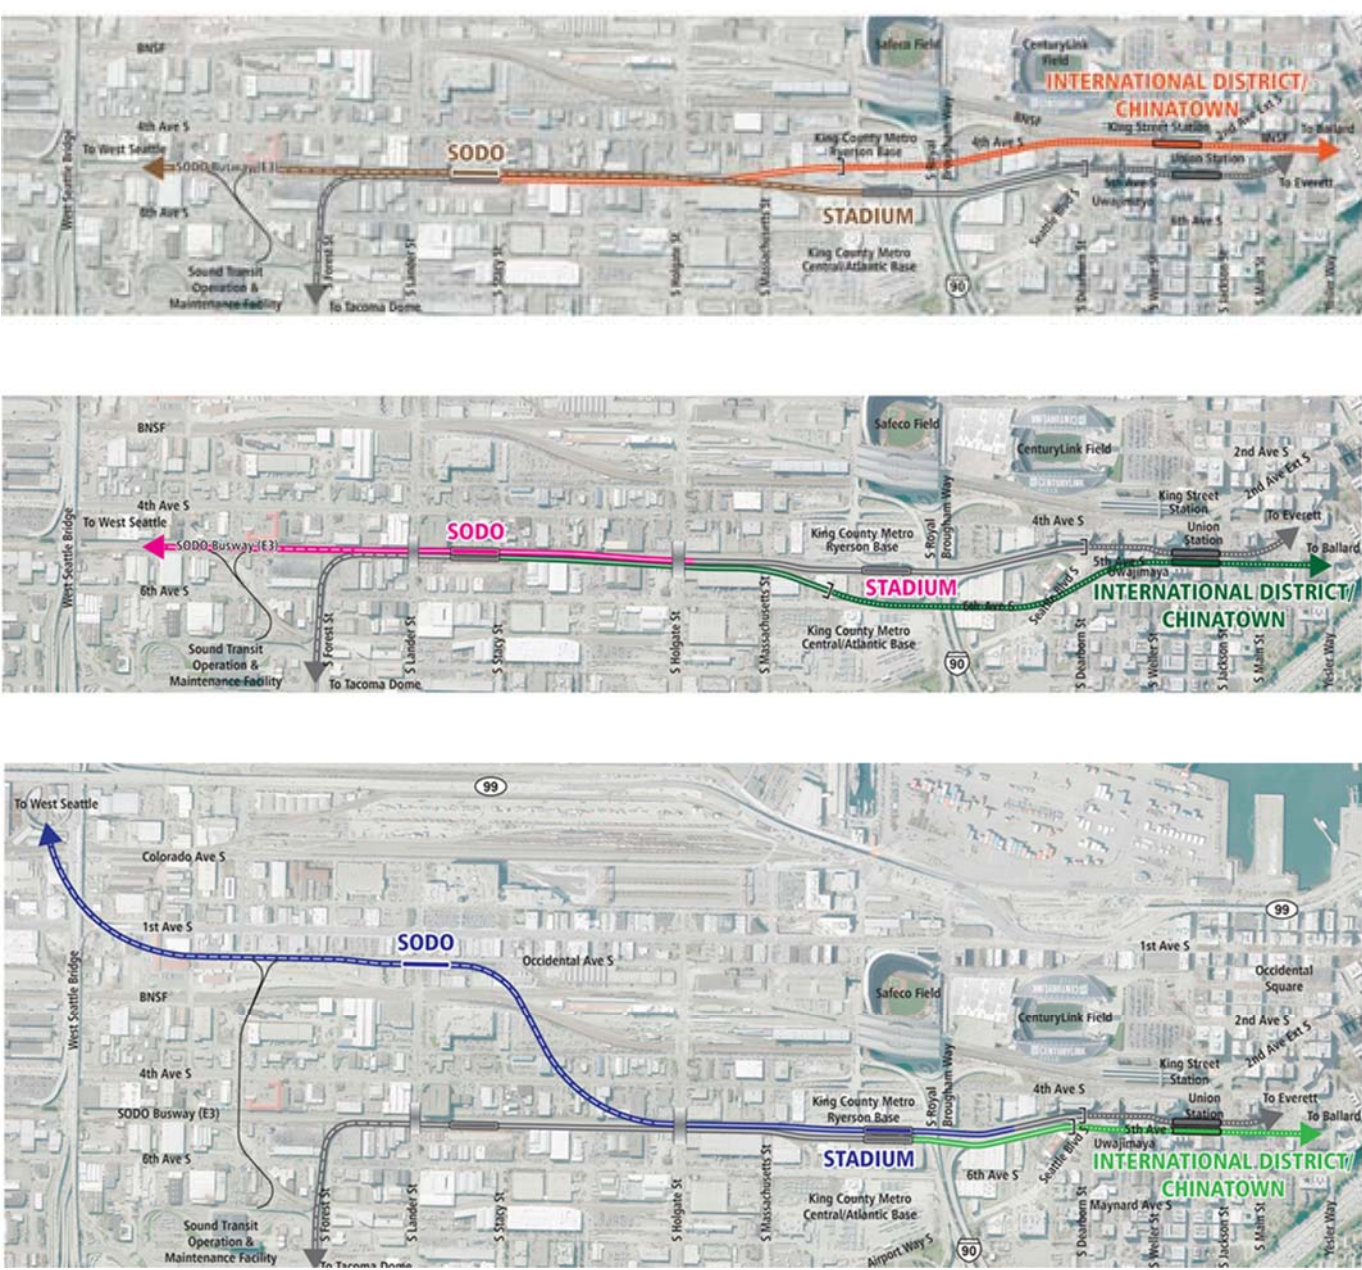 BNSF
Safeco Field
CenturyLink
Field
INTERNATIONAL DISTRICT/
CHINATOWN
2nd Ave Ext S
4th Ave S
To West Seattle
SODO Busway (E3)
SODO
King County Metro
Ryerson Base
S Royal
Brougham Way
4th Ave S
BNSF
King Street Station
BNSF
To Ballard
Union Station
To Everett
5th Ave S
Uwajimaya
6th Ave S
West Seattle Bridge
6th Ave S
STADIUM
Seattle Blvd S
Sound Transit
Operation &
Maintenance Facility
S Forest St
To Tacoma Dome
S Lander St
S Stacy St
S Holgate St
S Massachusetts St
King County Metro
Central/Atlantic Base
90
S Dearborn St
S Weller St
S Jackson St
S Main St
Yesler Way
BNSF
Safeco Field
CenturyLink Field
2nd Ave S
2nd Ave Ext S
4th Ave S
To West Seattle
SODO Busway (E3)
SODO
King County Metro
Ryerson Base
S Royal
Brougham Way
4th Ave S
King Street
Station
Union
Station
To Everett
To Ballard
5th Ave S
Uwajimaya
West Seattle Bridge
6th Ave S
STADIUM
6th Ave S
Seattle Blvd S
INTERNATIONAL DISTRICT/
CHINATOWN
Sound Transit
Operation &
Maintenance Facility
S Forest St
To Tacoma Dome
S Lander St
S Stacy St
S Holgate St
S Massachusetts St
King County Metro
Central/Atlantic Base
90
S Dearborn St
S Weller St
S Jackson St
S Main St
Yesler Way
99
To West Seattle
Colorado Ave S
1st Ave S
SODO
Occidental Ave S
99
1st Ave S
Occidental
Square
West Seattle Bridge
BNSF
Safeco Field
CenturyLink Field
2nd Ave S
2nd Ave Ext S
4th Ave S
SODO Busway (E3)
King County Metro
Ryerson Base
S Royal
Brougham Way
4th Ave S
King Street
Station
Union
Station
To Everett
To Ballard
5th Ave
Uwajimaya
6th Ave S
STADIUM
6th Ave S
Seattle Blvd S
INTERNATIONAL DISTRICT/
CHINATOWN
Maynard Ave S
Sound Transit
Operation &
Maintenance Facility
S Forest St
To Tacoma Dome
S Lander St
S Stacy St
S Holgate St
S Massachusetts St
King County Metro
Central/Atlantic Base
Airport Way S
90
S Dearborn St
S Weller St
S Jackson St
S Main St
Yesler Way